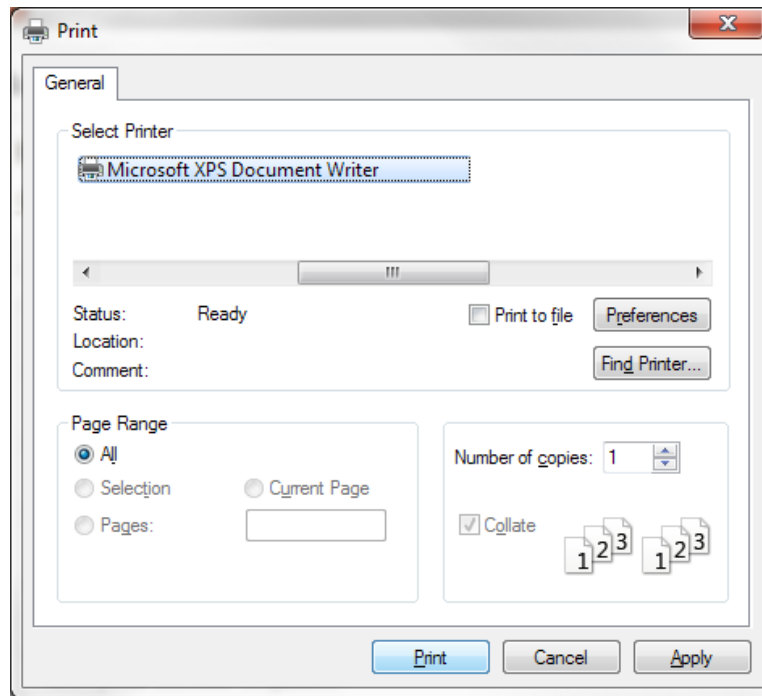 Print
General
Select Printer
Microsoft XPS Document Writer
Status: Ready
Print to file
Preferences
Location:
Comment:
Find Printer...
Page Range
All
Selection
Current Page
Pages:
Number of copies: 1
Collate
1 2 3 1 2 3
Print Cancel Apply